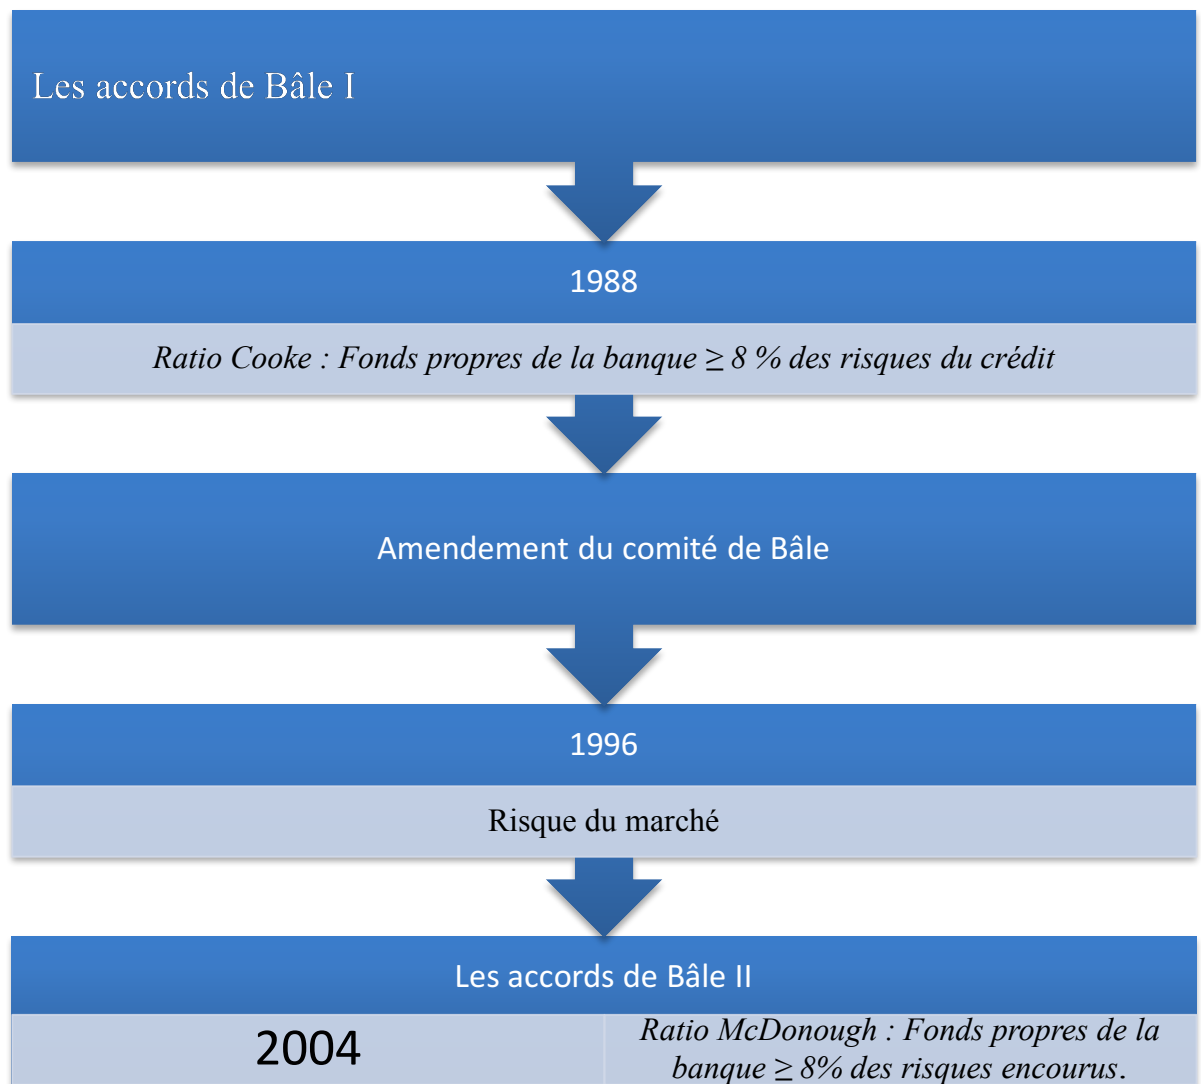 Les accords de Bâle I
1988
Ratio Cooke : Fonds propres de la banque ≥ 8 % des risques du crédit
Amendement du comité de Bâle
1996
Risque du marché
Les accords de Bâle II
2004
Ratio McDonough : Fonds propres de la
banque ≥ 8% des risques encourus.